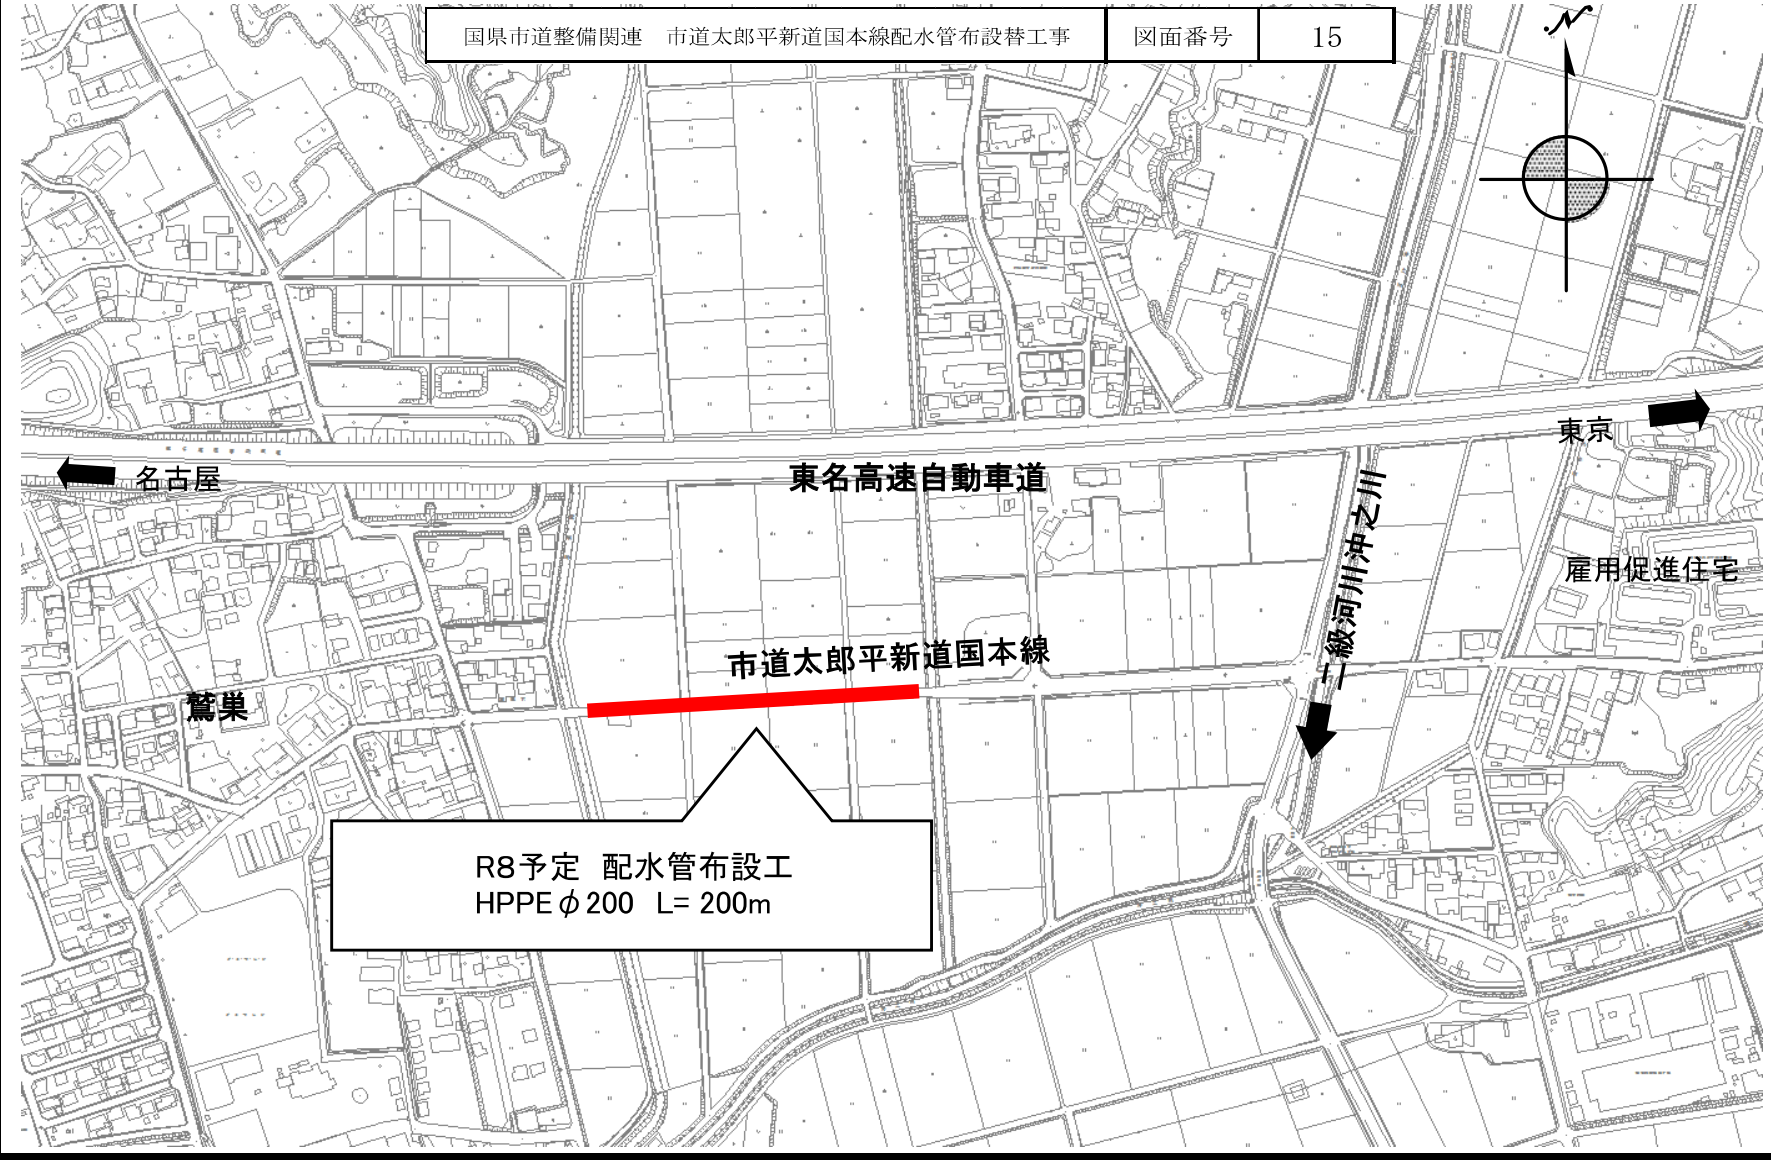 国県市道整備関連　市道太郎平新道国本線配水管布設替工事
図面番号
15
東京
名古屋
東名高速自動車道
二級河川沖之川
雇用促進住宅
市道太郎平新道国本線
鷲巣
R8予定 配水管布設工
HPPEφ200 L= 200m